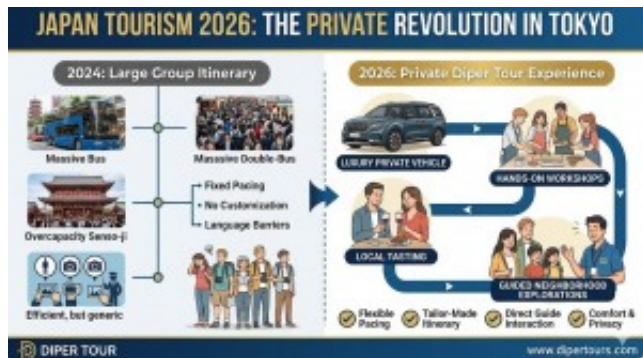 JAPAN TOURISM 2026: THE PRIVATE REVOLUTION IN TOKYO
2024: Large Group Itinerary
Massive Bus
Masssive Double-Bus
Overcapacity Senso-ji
• Fixed Pacing
• No Customization
• Language Barriers
Efficient, but generic
2026: Private Diper Tour Experience
LUXURY PRIVATE VEHICLE
HANDS-ON WORKSHOPS
LOCAL TASTING
GUIDED NEIGHBORHOOD
EXPLORATIONS
Flexible
Pacing
Tailor-Made
Itinerary
Direct Guide
Interaction
Comfort &
Privacy
DIPER TOUR
www.dipertours.com